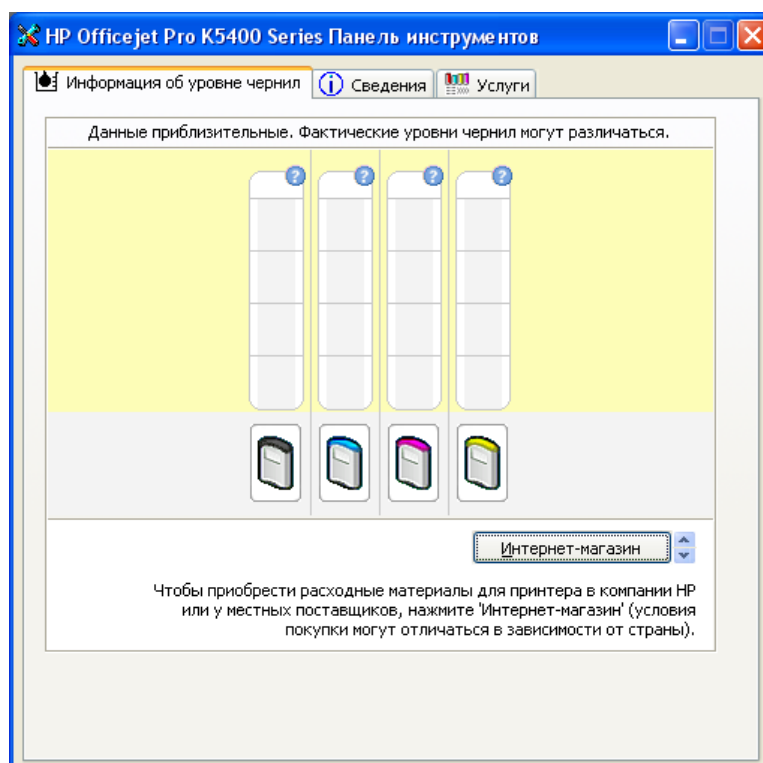 HP Officejet Pro K5400 Series Панель инструментов
Информация об уровне чернил
Сведения
Услуги
Данные приблизительные. Фактические уровни чернил могут различаться.
? ? ? ?
Интернет-магазин
Чтобы приобрести расходные материалы для принтера в компании HP
или у местных поставщиков, нажмите 'Интернет-магазин' (условия
покупки могут отличаться в зависимости от страны).